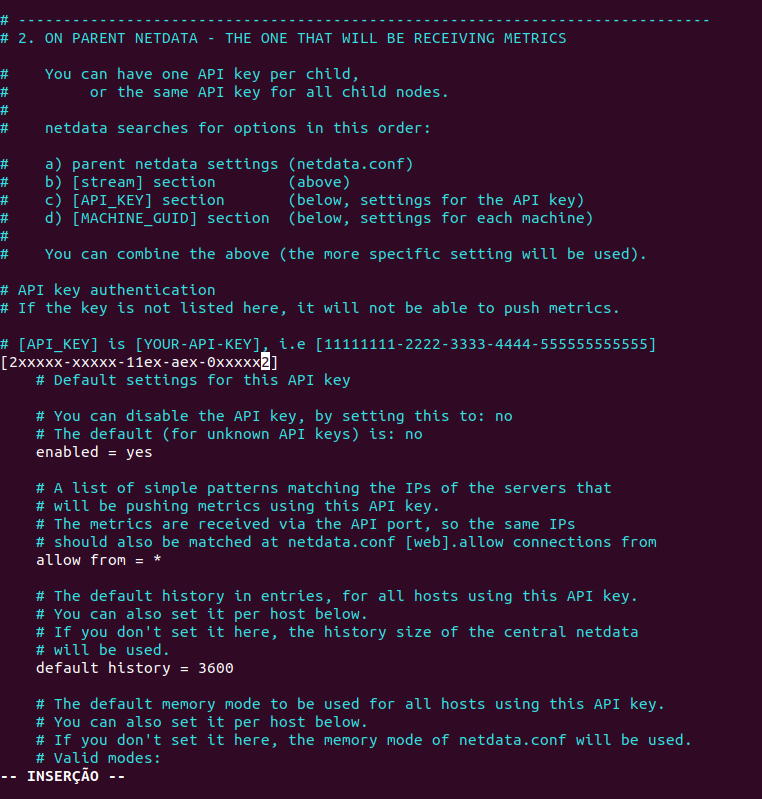 # -----------------------------------------------------------------------------
# 2. ON PARENT NETDATA - THE ONE THAT WILL BE RECEIVING METRICS
#    You can have one API key per child,
#         or the same API key for all child nodes.
#
#    netdata searches for options in this order:
#    a) parent netdata settings (netdata.conf)
#    b) [stream] section        (above)
#    c) [API_KEY] section       (below, settings for the API key)
#    d) [MACHINE_GUID] section  (below, settings for each machine)
#
#    You can combine the above (the more specific setting will be used).
# API key authentication
# If the key is not listed here, it will not be able to push metrics.
# [API_KEY] is [YOUR-API-KEY], i.e [11111111-2222-3333-4444-555555555555]
[2xxxxx-xxxxx-11ex-aex-0xxxxx2]
    # Default settings for this API key
    # You can disable the API key, by setting this to: no
    # The default (for unknown API keys) is: no
    enabled = yes
    # A list of simple patterns matching the IPs of the servers that
    # will be pushing metrics using this API key.
    # The metrics are received via the API port, so the same IPs
    # should also be matched at netdata.conf [web].allow connections from
    allow from = *
    # The default history in entries, for all hosts using this API key.
    # You can also set it per host below.
    # If you don't set it here, the history size of the central netdata
    # will be used.
    default history = 3600
    # The default memory mode to be used for all hosts using this API key.
    # You can also set it per host below.
    # If you don't set it here, the memory mode of netdata.conf will be used.
    # Valid modes:
-- INSERÇÃO --